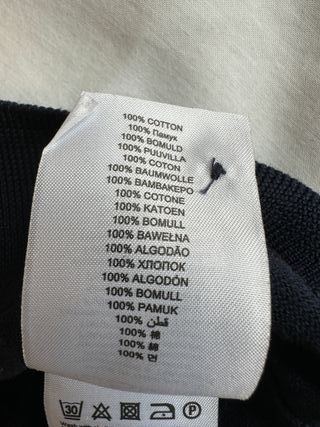 100% COTTON
100% Памук
100% BOMULD
100% PUUVILLA
100% COTON
100% BAUMWOLLE
100% BAMBAKEPO
100% COTONE
100% KATOEN
100% BOMULL
100% BAWEŁNA
100% ALGODÃO
100% ХЛОПОК
100% ALGODÓN
100% BOMULL
100% PAMUK
100% قطن
100% 棉
100% 綿
100% 면
30 P